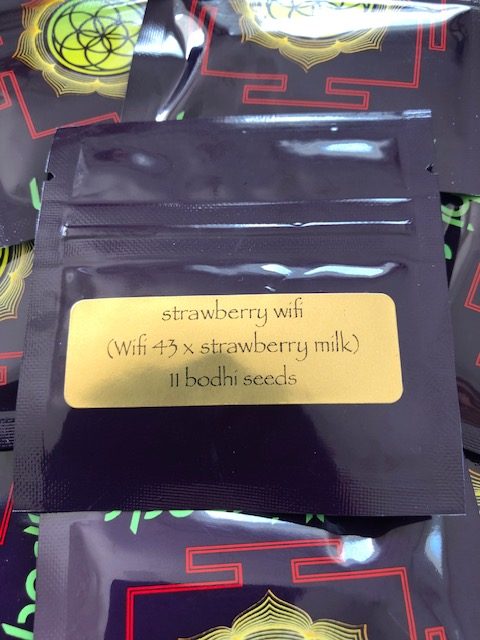 strawberry wifi
(Wifi 43 x strawberry milk)
11 bodhi seeds